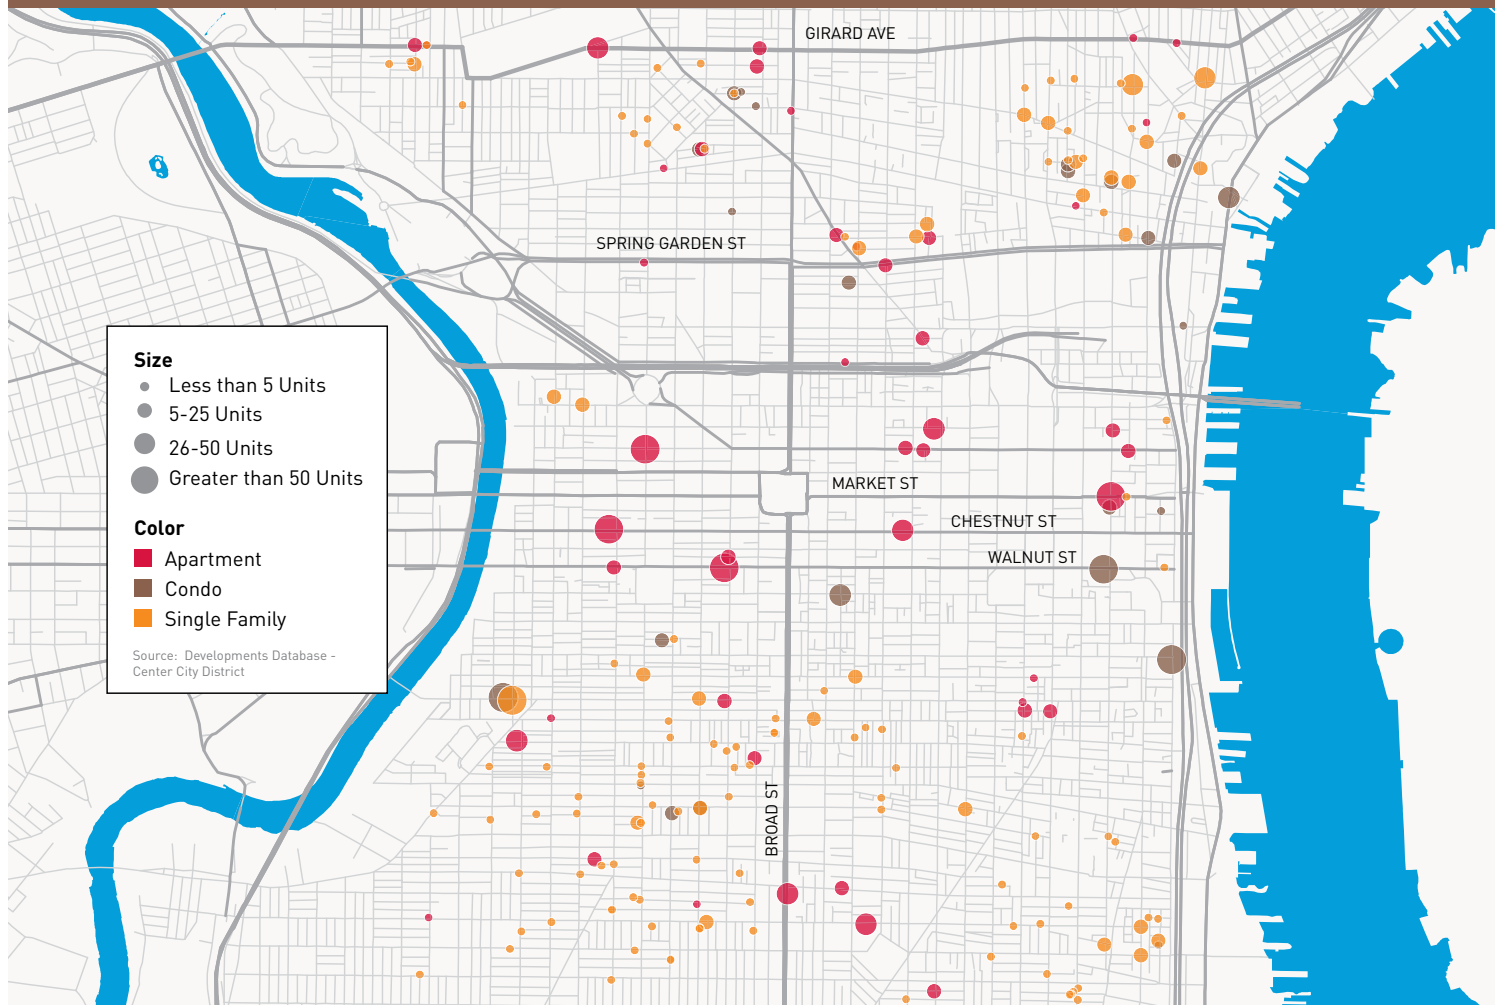 GIRARD AVE
SPRING GARDEN ST
Size
Less than 5 Units
5-25 Units
26-50 Units
Greater than 50 Units
Color
Apartment
Condo
Single Family
Source:  Developments Database -
Center City District
MARKET ST
CHESTNUT ST
WALNUT ST
BROAD ST